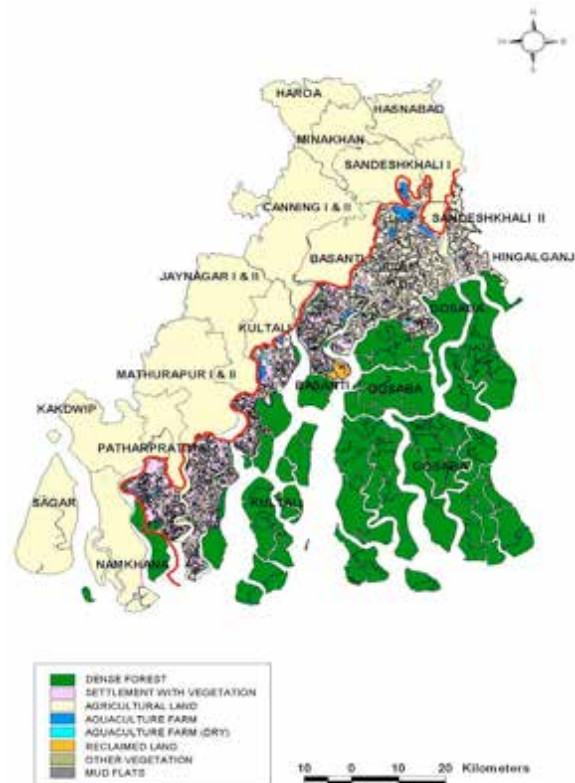 N
HAROA
HASNABAD
MINAKHAN
SANDESHKHALI I
CANNING I & II
SANDESHKHALI II
BASANTI
HINGALGANJ
JAYNAGAR I & II
GOSABA
KULTALI
BASANTI
GOSABA
MATHURAPUR I & II
KAKDWIP
PATHARPRATIMA
GOSABA
SAGAR
KULTALI
NAMKHANA
DENSE FOREST
SETTLEMENT WITH VEGETATION
AGRICULTURAL LAND
AQUACULTURE FARM
AQUACULTURE FARM (DRY)
RECLAIMED LAND
OTHER VEGETATION
MUD FLATS
10 0 10 20 Kilometers